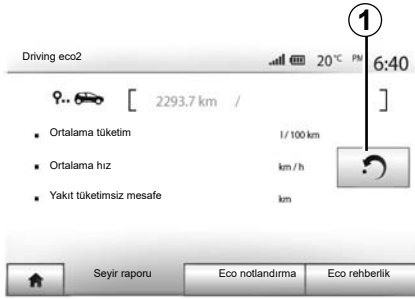 1
Driving eco2 20°C PM 6:40
[ 2293.7 km / ]
Ortalama tüketim l / 100 km
Ortalama hız km / h
Yakıt tüketimsiz mesafe km
Seyir raporu Eco notlandırma Eco rehberlik